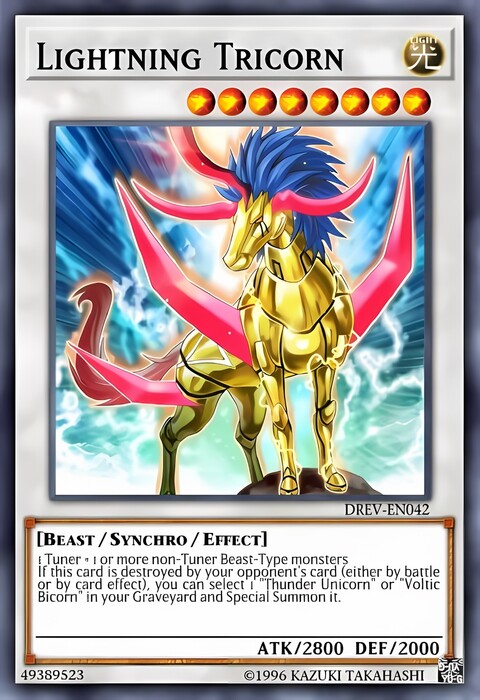 LIGHTNING TRICORN
LIGHT
光
DREV-EN042
[BEAST / SYNCHRO / EFFECT]
1 Tuner + 1 or more non-Tuner Beast-Type monsters
If this card is destroyed by your opponent's card (either by battle
or by card effect), you can select 1 "Thunder Unicorn" or "Voltic
Bicorn" in your Graveyard and Special Summon it.
ATK/2800 DEF/2000
49389523
©1996 KAZUKI TAKAHASHI